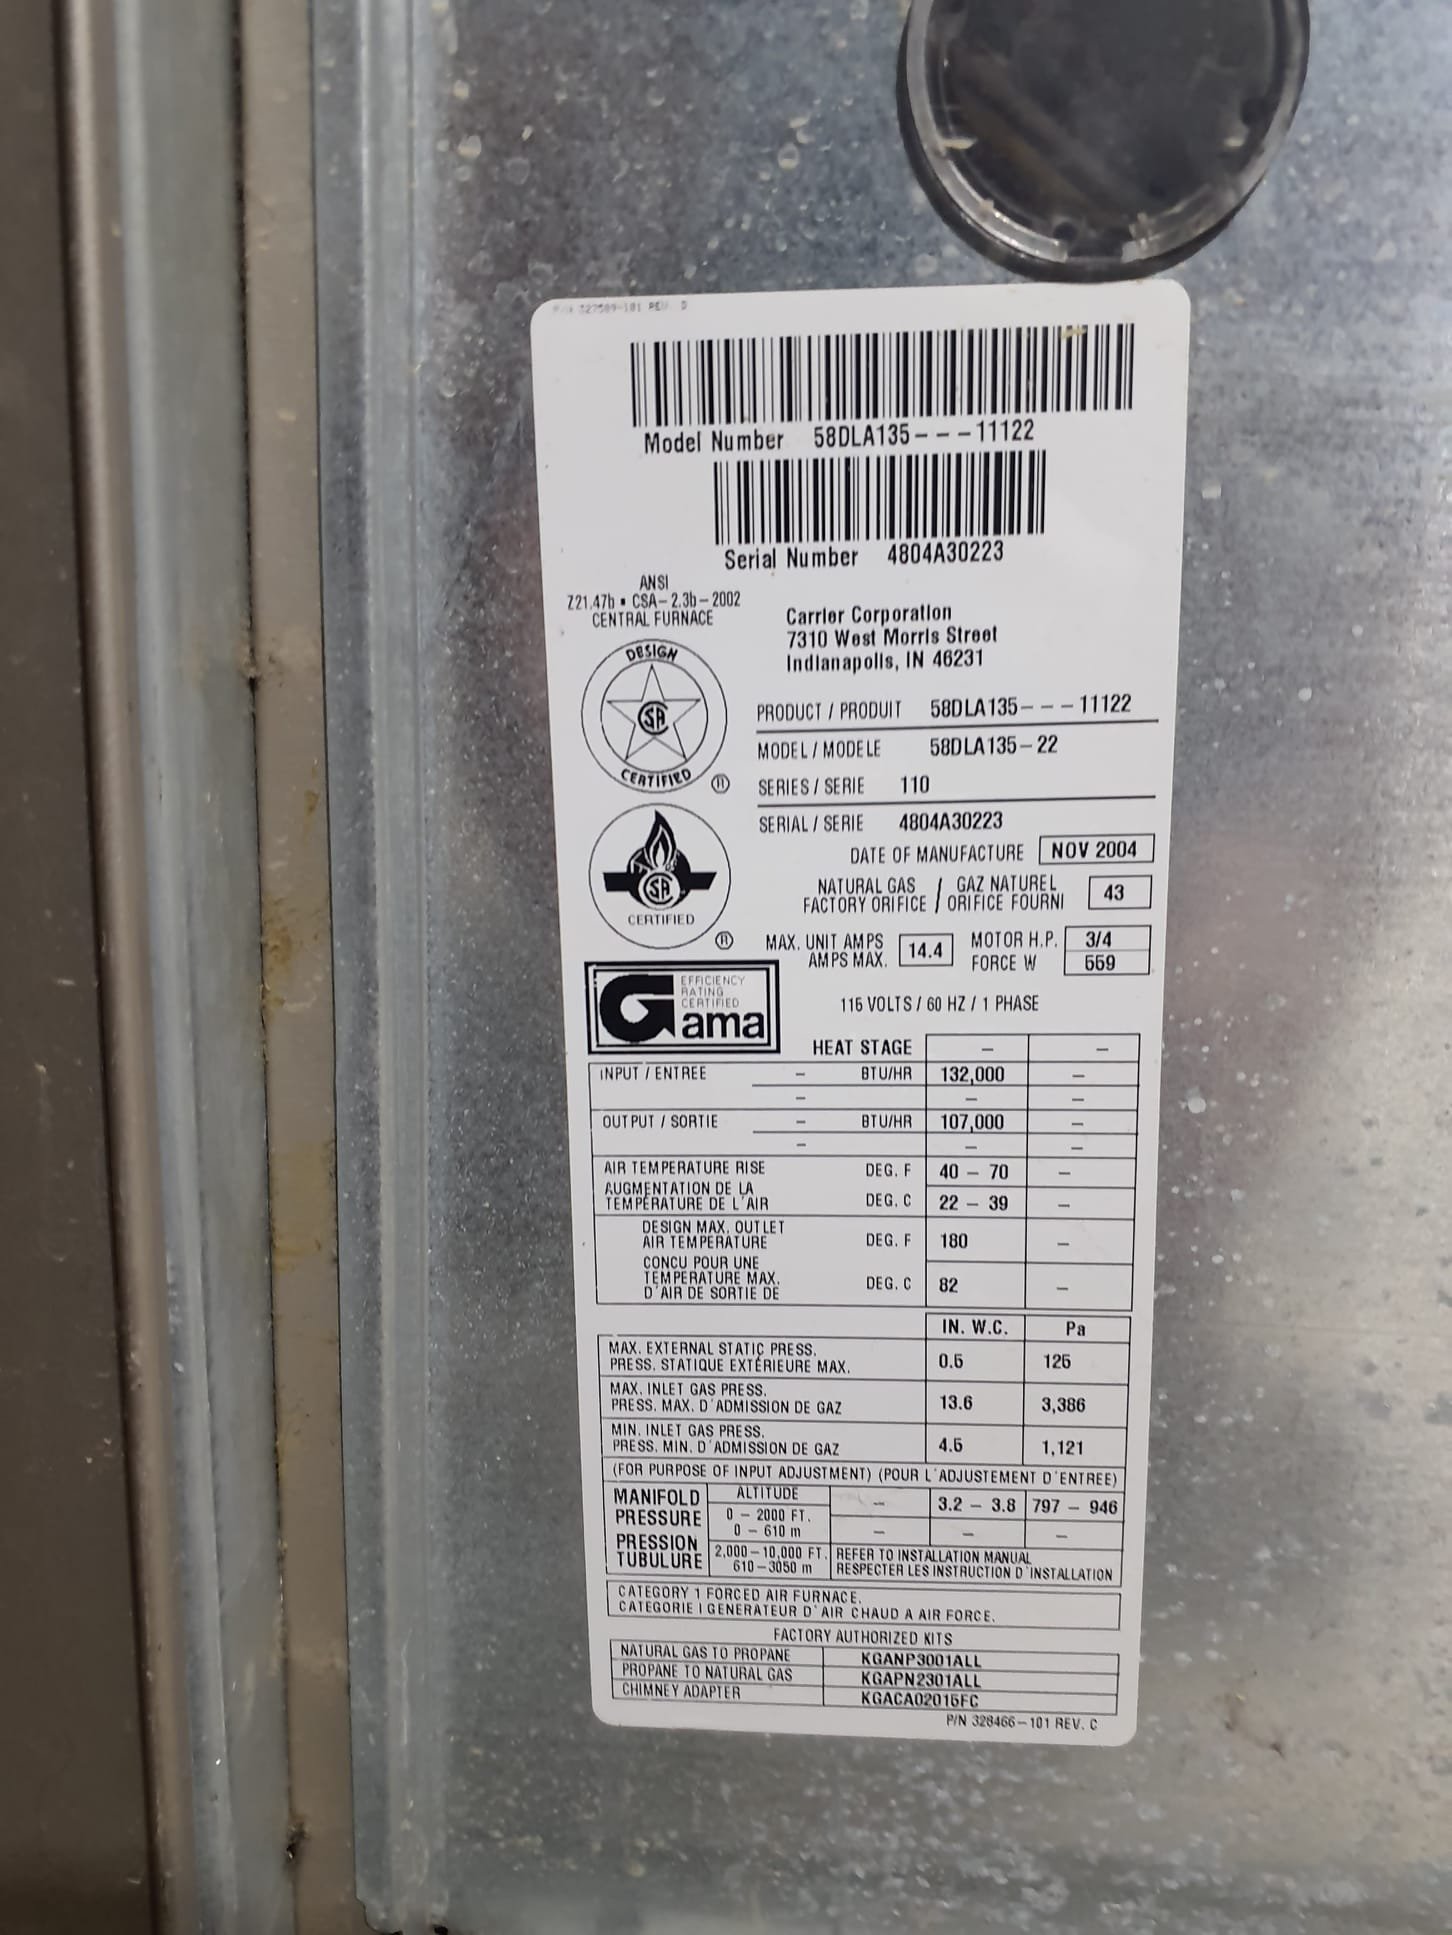 P/N 327589-101 REV. D
Model Number 58DLA135---11122
Serial Number 4804A30223
ANSI
Z21.47b • CSA-2.3b-2002
CENTRAL FURNACE
DESIGN
SA
CERTIFIED
®
Carrier Corporation
7310 West Morris Street
Indianapolis, IN 46231
PRODUCT / PRODUIT 58DLA135---11122
MODEL / MODELE 58DLA135-22
SERIES / SERIE 110
SERIAL / SERIE 4804A30223
DATE OF MANUFACTURE NOV 2004
SA
CERTIFIED
®
NATURAL GAS / GAZ NATUREL
FACTORY ORIFICE / ORIFICE FOURNI 43
MAX. UNIT AMPS
AMPS MAX. 14.4
MOTOR H.P. 3/4
FORCE W 559
G ama
EFFICIENCY
RATING
CERTIFIED
115 VOLTS / 60 HZ / 1 PHASE
HEAT STAGE – –
INPUT / ENTREE – BTU/HR 132,000 –
– – –
OUTPUT / SORTIE – BTU/HR 107,000 –
– – –
AIR TEMPERATURE RISE DEG. F 40 – 70 –
AUGMENTATION DE LA
TEMPÉRATURE DE L'AIR DEG. C 22 – 39 –
DESIGN MAX. OUTLET
AIR TEMPERATURE DEG. F 180 –
CONCU POUR UNE
TEMPERATURE MAX.
D'AIR DE SORTIE DE DEG. C 82 –
IN. W.C. Pa
MAX. EXTERNAL STATIC PRESS.
PRESS. STATIQUE EXTÉRIEURE MAX. 0.5 125
MAX. INLET GAS PRESS.
PRESS. MAX. D'ADMISSION DE GAZ 13.6 3,386
MIN. INLET GAS PRESS.
PRESS. MIN. D'ADMISSION DE GAZ 4.5 1,121
(FOR PURPOSE OF INPUT ADJUSTMENT) (POUR L'ADJUSTEMENT D'ENTREE)
MANIFOLD
PRESSURE
PRESSION
TUBULURE
ALTITUDE
0 – 2000 FT.
0 – 610 m
– 3.2 – 3.8 797 – 946
– – –
2,000–10,000 FT.
610–3050 m
REFER TO INSTALLATION MANUAL
RESPECTER LES INSTRUCTION D'INSTALLATION
CATEGORY 1 FORCED AIR FURNACE.
CATEGORIE I GENERATEUR D'AIR CHAUD A AIR FORCE.
FACTORY AUTHORIZED KITS
NATURAL GAS TO PROPANE KGANP3001ALL
PROPANE TO NATURAL GAS KGAPN2301ALL
CHIMNEY ADAPTER KGACA02015FC
P/N 328466-101 REV. C